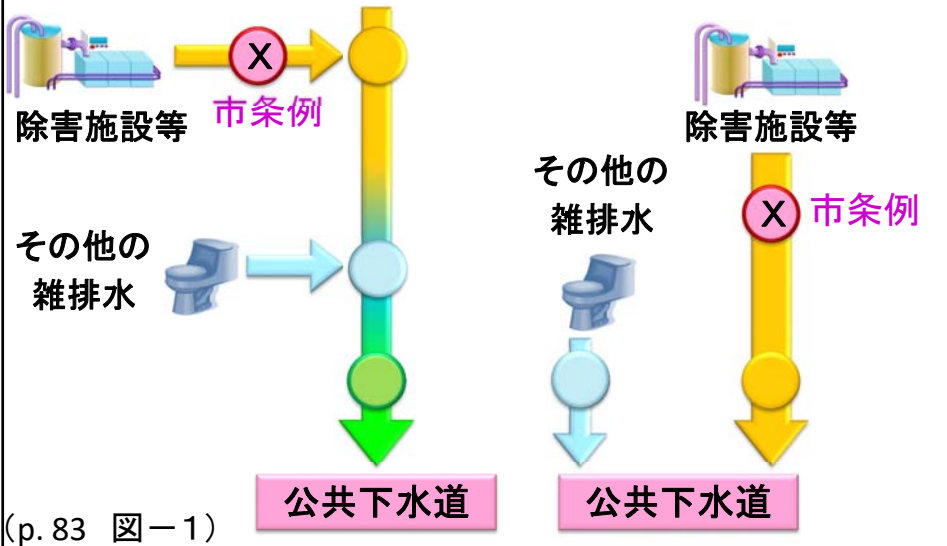 X
市条例
除害施設等
その他の
雑排水
公共下水道
(p.83 図－1)
除害施設等
その他の
雑排水
X
市条例
公共下水道